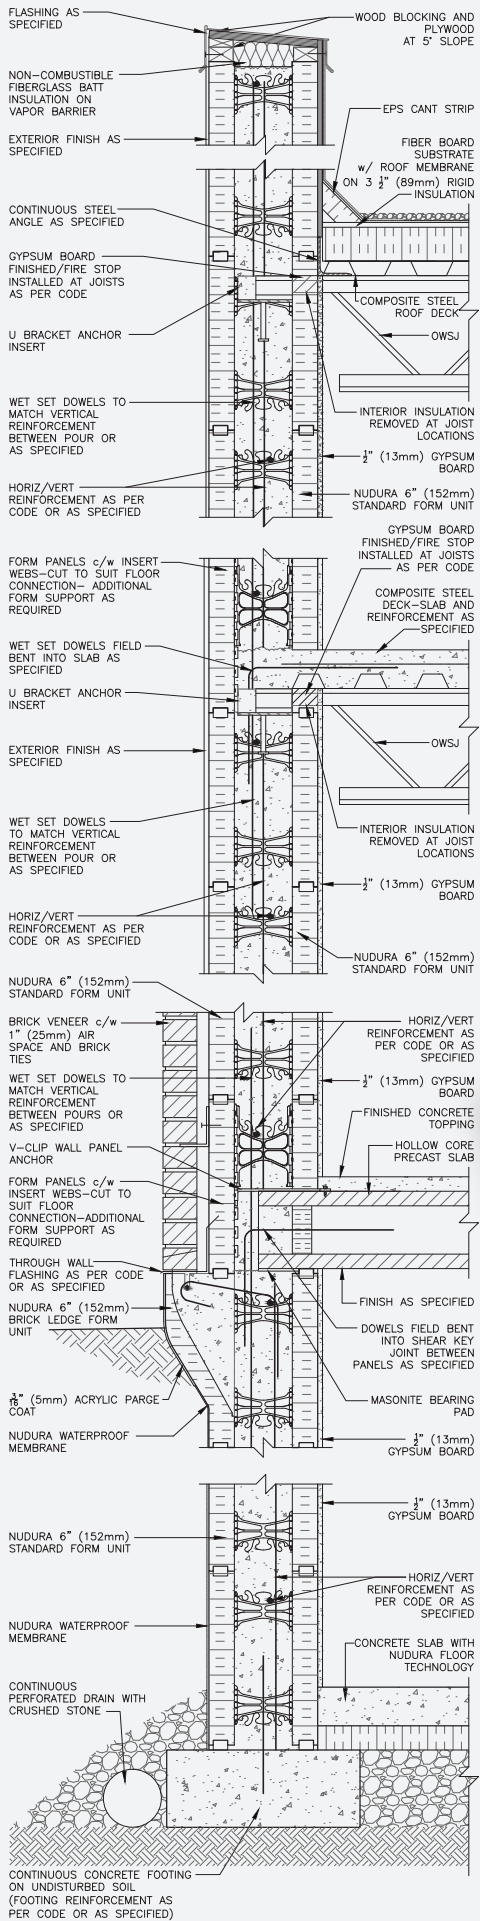 FLASHING AS
SPECIFIED
WOOD BLOCKING AND
PLYWOOD
AT 5° SLOPE
NON-COMBUSTIBLE
FIBERGLASS BATT
INSULATION ON
VAPOR BARRIER
EPS CANT STRIP
EXTERIOR FINISH AS
SPECIFIED
FIBER BOARD
SUBSTRATE
w/ ROOF MEMBRANE
ON 3 1/2" (89mm) RIGID
INSULATION
CONTINUOUS STEEL
ANGLE AS SPECIFIED
GYPSUM BOARD
FINISHED/FIRE STOP
INSTALLED AT JOISTS
AS PER CODE
COMPOSITE STEEL
ROOF DECK
U BRACKET ANCHOR
INSERT
OWSJ
WET SET DOWELS TO
MATCH VERTICAL
REINFORCEMENT
BETWEEN POUR OR
AS SPECIFIED
INTERIOR INSULATION
REMOVED AT JOIST
LOCATIONS
1/2" (13mm) GYPSUM
BOARD
HORIZ/VERT
REINFORCEMENT AS PER
CODE OR AS SPECIFIED
NUDURA 6" (152mm)
STANDARD FORM UNIT
GYPSUM BOARD
FINISHED/FIRE STOP
INSTALLED AT JOISTS
AS PER CODE
FORM PANELS c/w INSERT
WEBS-CUT TO SUIT FLOOR
CONNECTION- ADDITIONAL
FORM SUPPORT AS
REQUIRED
COMPOSITE STEEL
DECK-SLAB AND
REINFORCEMENT AS
SPECIFIED
WET SET DOWELS FIELD
BENT INTO SLAB AS
SPECIFIED
U BRACKET ANCHOR
INSERT
EXTERIOR FINISH AS
SPECIFIED
OWSJ
WET SET DOWELS
TO MATCH VERTICAL
REINFORCEMENT
BETWEEN POUR OR
AS SPECIFIED
INTERIOR INSULATION
REMOVED AT JOIST
LOCATIONS
1/2" (13mm) GYPSUM
BOARD
HORIZ/VERT
REINFORCEMENT AS PER
CODE OR AS SPECIFIED
NUDURA 6" (152mm)
STANDARD FORM UNIT
NUDURA 6" (152mm)
STANDARD FORM UNIT
BRICK VENEER c/w
1" (25mm) AIR
SPACE AND BRICK
TIES
HORIZ/VERT
REINFORCEMENT AS
PER CODE OR AS
SPECIFIED
WET SET DOWELS TO
MATCH VERTICAL
REINFORCEMENT
BETWEEN POURS OR
AS SPECIFIED
1/2" (13mm) GYPSUM
BOARD
FINISHED CONCRETE
TOPPING
V-CLIP WALL PANEL
ANCHOR
HOLLOW CORE
PRECAST SLAB
FORM PANELS c/w
INSERT WEBS-CUT TO
SUIT FLOOR
CONNECTION-ADDITIONAL
FORM SUPPORT AS
REQUIRED
THROUGH WALL
FLASHING AS PER CODE
OR AS SPECIFIED
FINISH AS SPECIFIED
NUDURA 6" (152mm)
BRICK LEDGE FORM
UNIT
DOWELS FIELD BENT
INTO SHEAR KEY
JOINT BETWEEN
PANELS AS SPECIFIED
3/16" (5mm) ACRYLIC PARGE
COAT
MASONITE BEARING
PAD
NUDURA WATERPROOF
MEMBRANE
1/2" (13mm)
GYPSUM BOARD
1/2" (13mm)
GYPSUM BOARD
NUDURA 6" (152mm)
STANDARD FORM UNIT
HORIZ/VERT
REINFORCEMENT AS
PER CODE OR AS
SPECIFIED
NUDURA WATERPROOF
MEMBRANE
CONCRETE SLAB WITH
NUDURA FLOOR
TECHNOLOGY
CONTINUOUS
PERFORATED DRAIN WITH
CRUSHED STONE
CONTINUOUS CONCRETE FOOTING
ON UNDISTURBED SOIL
(FOOTING REINFORCEMENT AS
PER CODE OR AS SPECIFIED)